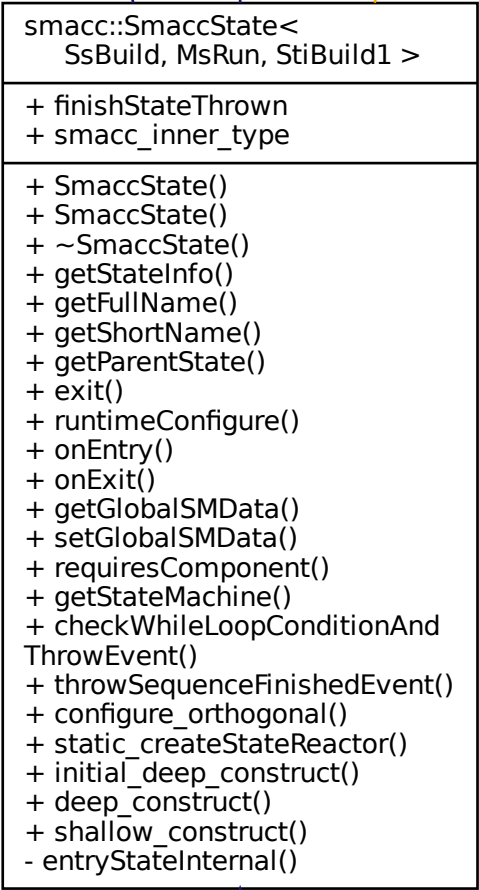 smacc::SmaccState<
SsBuild, MsRun, StiBuild1 >
+ finishStateThrown
+ smacc_inner_type
+ SmaccState()
+ SmaccState()
+ ~SmaccState()
+ getStateInfo()
+ getFullName()
+ getShortName()
+ getParentState()
+ exit()
+ runtimeConfigure()
+ onEntry()
+ onExit()
+ getGlobalSMData()
+ setGlobalSMData()
+ requiresComponent()
+ getStateMachine()
+ checkWhileLoopConditionAnd
ThrowEvent()
+ throwSequenceFinishedEvent()
+ configure_orthogonal()
+ static_createStateReactor()
+ initial_deep_construct()
+ deep_construct()
+ shallow_construct()
- entryStateInternal()